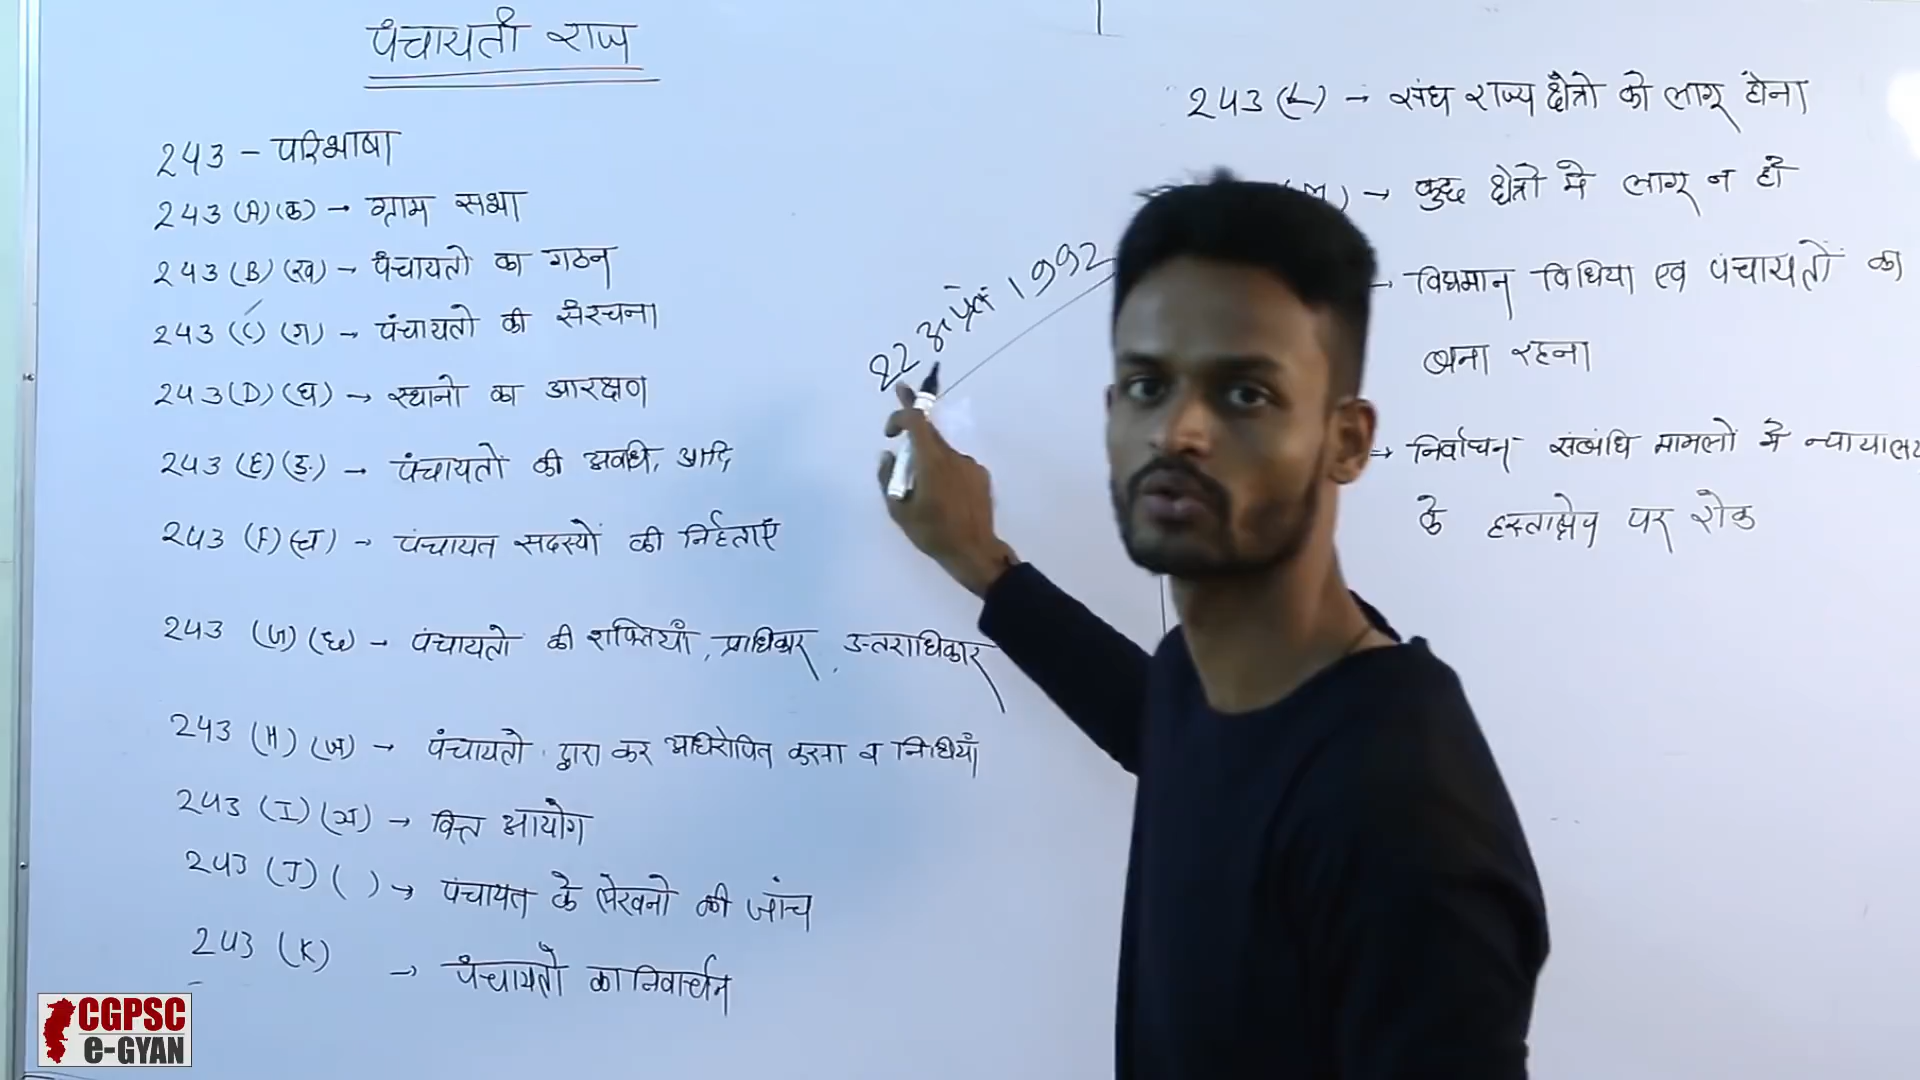 पंचायती राज
243 - परिभाषा
243 (A) (क) → ग्राम सभा
243 (B) (ख) → पंचायतो का गठन
243 (C) (ग) → पंचायतो की संरचना
243 (D) (घ) → स्थानो का आरक्षण
243 (E) (ङ) → पंचायतो की अवधि, आदि
243 (F) (च) → पंचायत सदस्यों की निर्हताएँ
243 (छ) → पंचायतो की शक्तियाँ, प्राधिकार, उत्तराधिकार
243 (H) (ज) → पंचायतो द्वारा कर अधिरोपित करना व निधियाँ
243 (I) (झ) → वित्त आयोग
243 (J) ( ) → पंचायत के लेखनो की जांच
243 (K) → पंचायतो का निवार्चन
22 अप्रैल 1992
243 (L) → संघ राज्य क्षेत्रो को लागू होना
(M) → कुछ क्षेत्रो मे लागू न हो
→ विद्यमान विधिया एवं पंचायतों का
बना रहना
→ निर्वाचन संबंधि मामलों मे न्यायालय
के हस्ताक्षेप पर रोक
CGPSC
e-GYAN